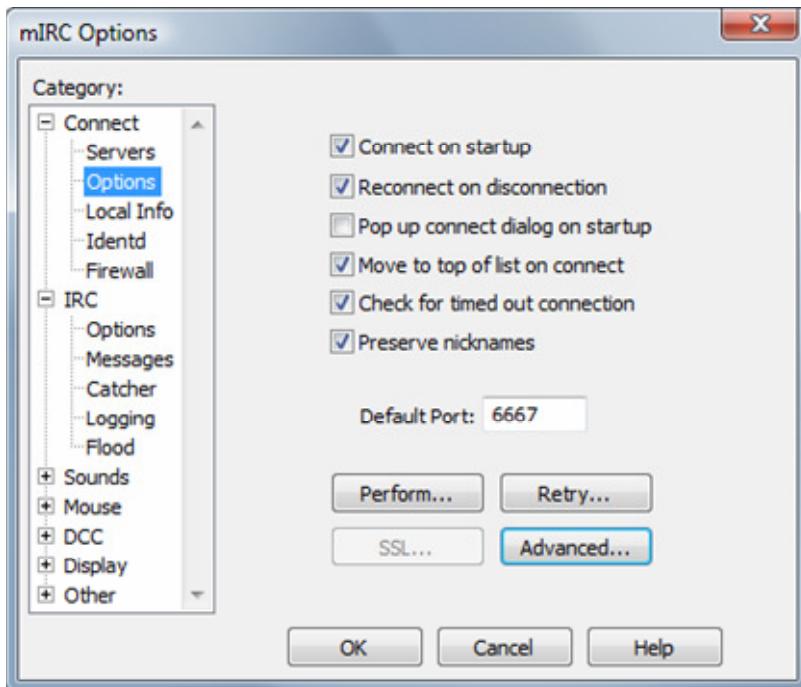 mIRC Options
Category:
Connect
Servers
Options
Local Info
Identd
Firewall
IRC
Options
Messages
Catcher
Logging
Flood
Sounds
Mouse
DCC
Display
Other
Connect on startup
Reconnect on disconnection
Pop up connect dialog on startup
Move to top of list on connect
Check for timed out connection
Preserve nicknames
Default Port: 6667
Perform... Retry...
SSL... Advanced...
OK Cancel Help